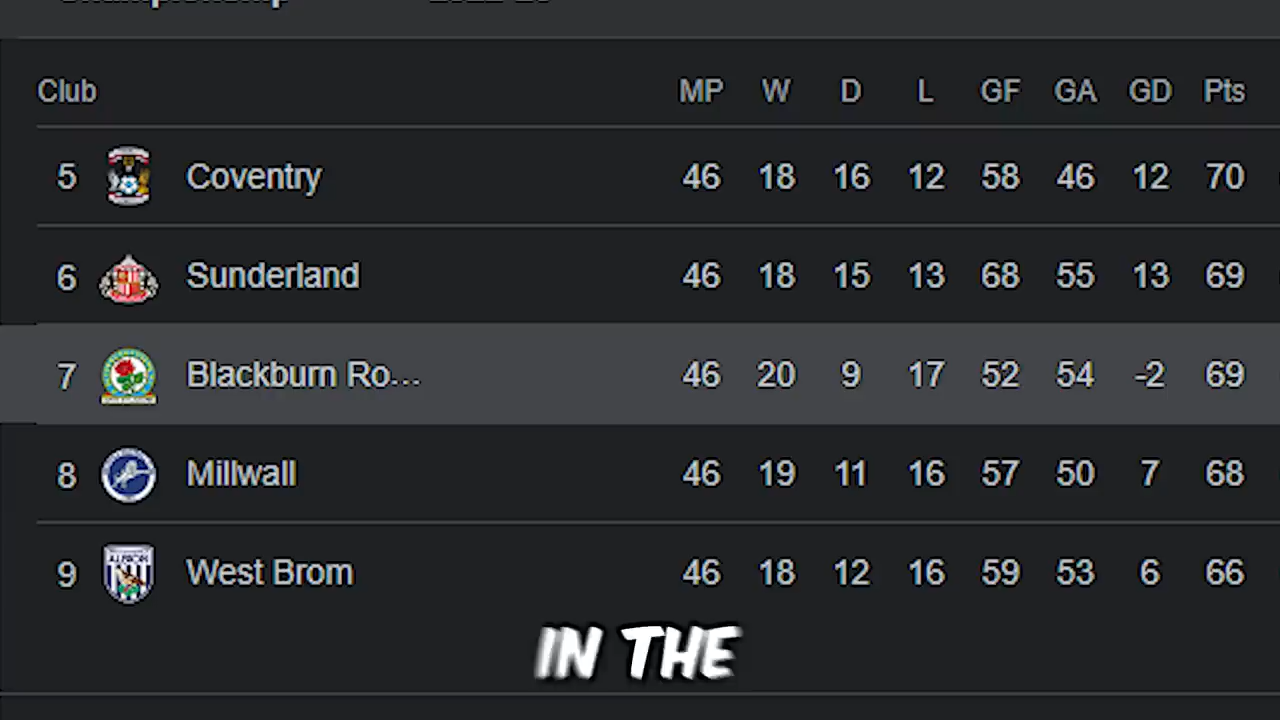 Championship
Club MP W D L GF GA GD Pts
5 Coventry 46 18 16 12 58 46 12 70
6 Sunderland 46 18 15 13 68 55 13 69
7 Blackburn Ro... 46 20 9 17 52 54 -2 69
8 Millwall 46 19 11 16 57 50 7 68
9 West Brom 46 18 12 16 59 53 6 66
IN THE